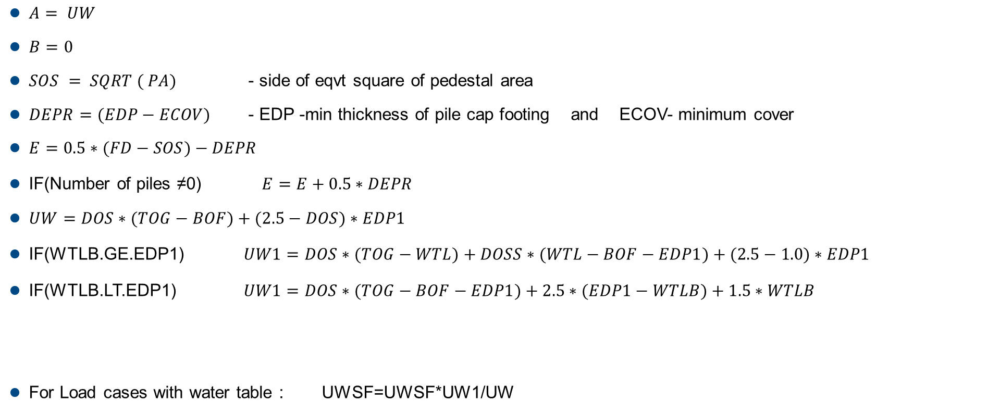 • A = UW
• B = 0
• SOS = SQRT ( PA) - side of eqvt square of pedestal area
• DEPR = (EDP − ECOV) - EDP -min thickness of pile cap footing and ECOV- minimum cover
• E = 0.5 ∗ (FD − SOS) − DEPR
• IF(Number of piles ≠0) E = E + 0.5 ∗ DEPR
• UW = DOS ∗ (TOG − BOF) + (2.5 − DOS) ∗ EDP1
• IF(WTLB.GE.EDP1) UW1 = DOS ∗ (TOG − WTL) + DOSS ∗ (WTL − BOF − EDP1) + (2.5 − 1.0) ∗ EDP1
• IF(WTLB.LT.EDP1) UW1 = DOS ∗ (TOG − BOF − EDP1) + 2.5 ∗ (EDP1 − WTLB) + 1.5 ∗ WTLB
• For Load cases with water table : UWSF=UWSF*UW1/UW